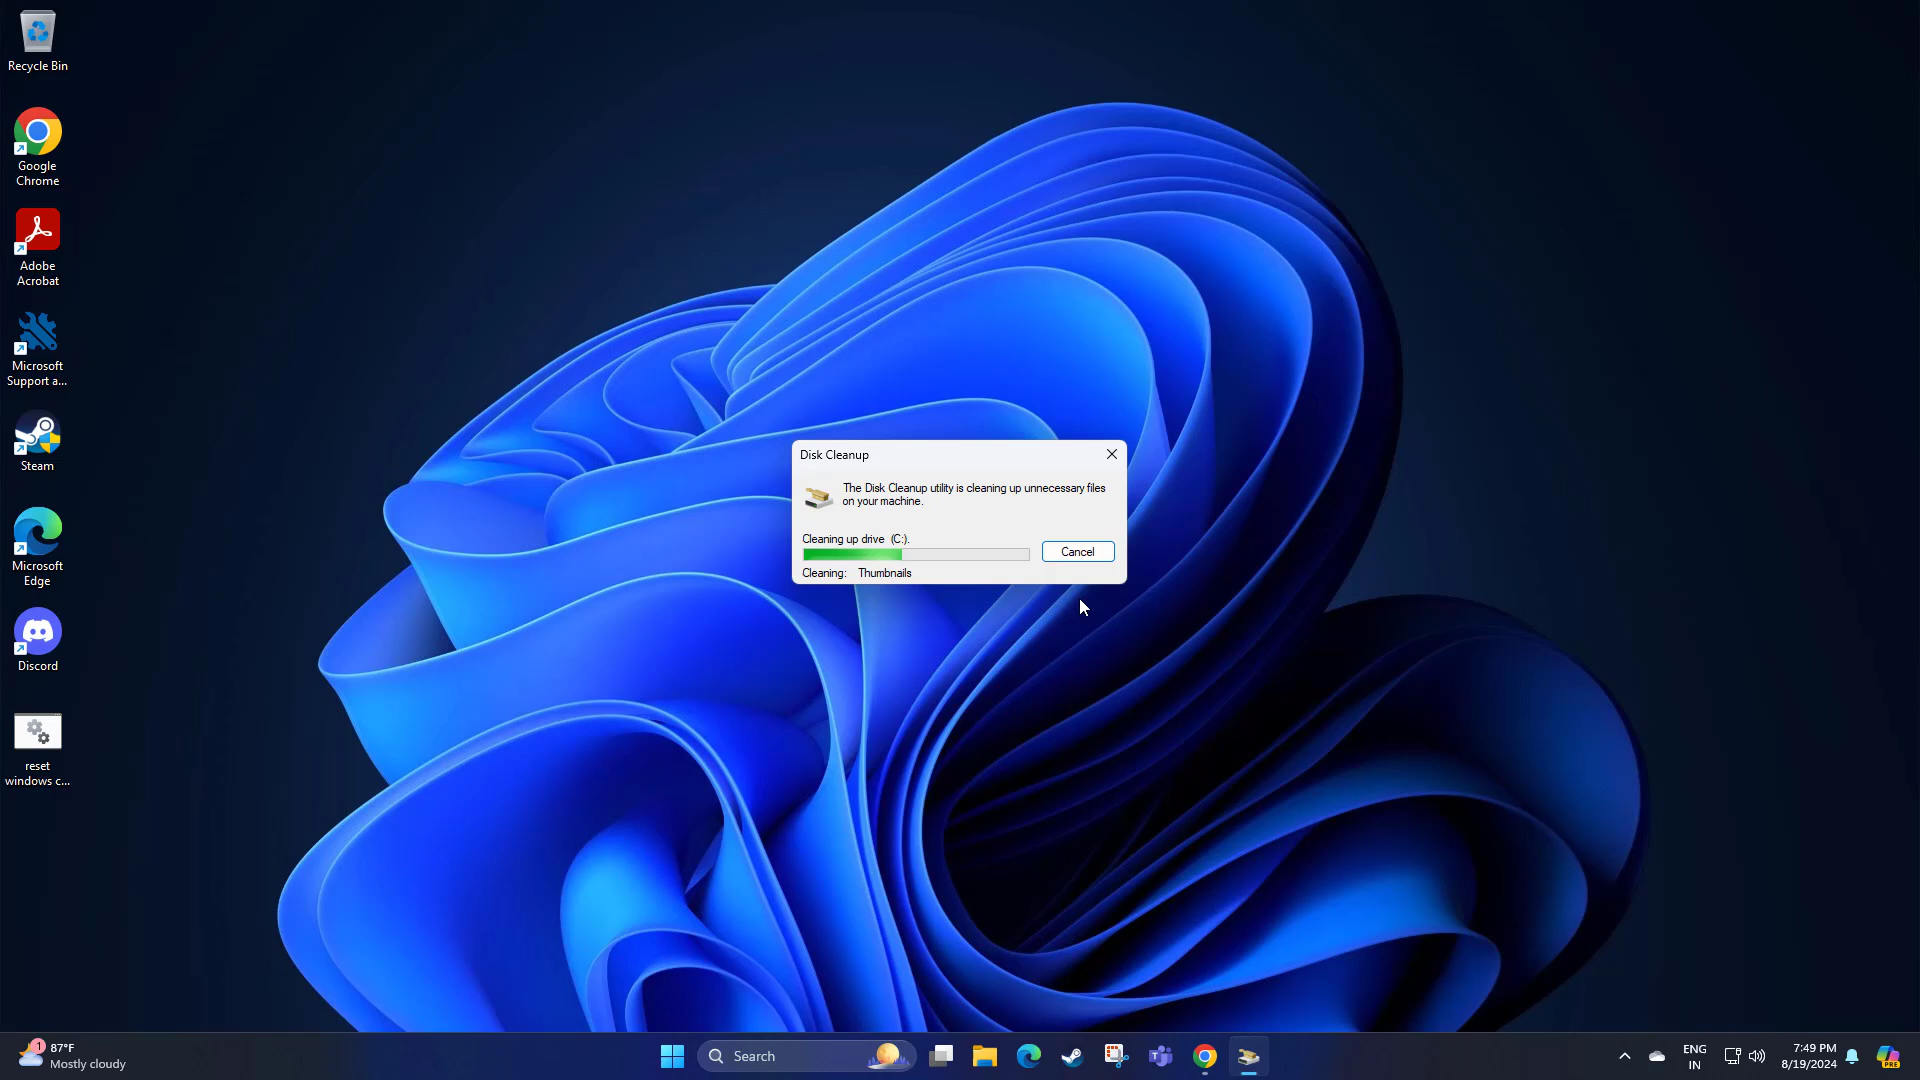 Recycle Bin
Google
Chrome
Adobe
Acrobat
Microsoft
Support a...
Steam
Microsoft
Edge
Discord
reset
windows c...
Disk Cleanup
The Disk Cleanup utility is cleaning up unnecessary files
on your machine.
Cleaning up drive (C:).
Cancel
Cleaning: Thumbnails
1
87°F
Mostly cloudy
Search
ENG
IN
7:49 PM
8/19/2024
PRE